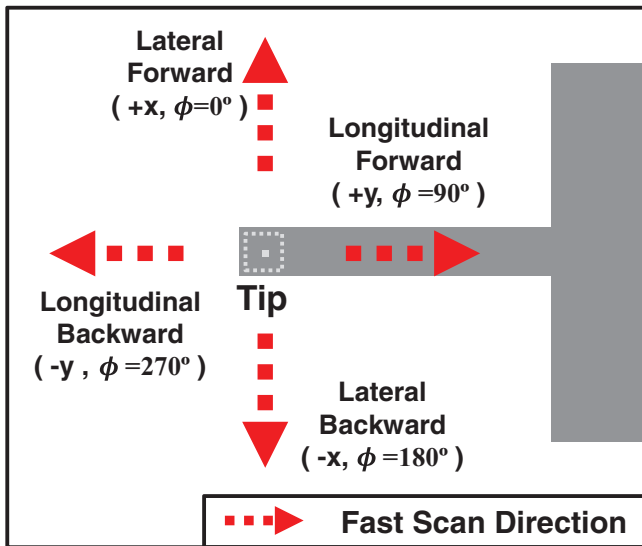 Lateral
Forward
( +x, ϕ=0º )
Longitudinal
Forward
( +y, ϕ =90º )
Tip
Longitudinal
Backward
( -y , ϕ =270º )
Lateral
Backward
( -x, ϕ =180º )
Fast Scan Direction